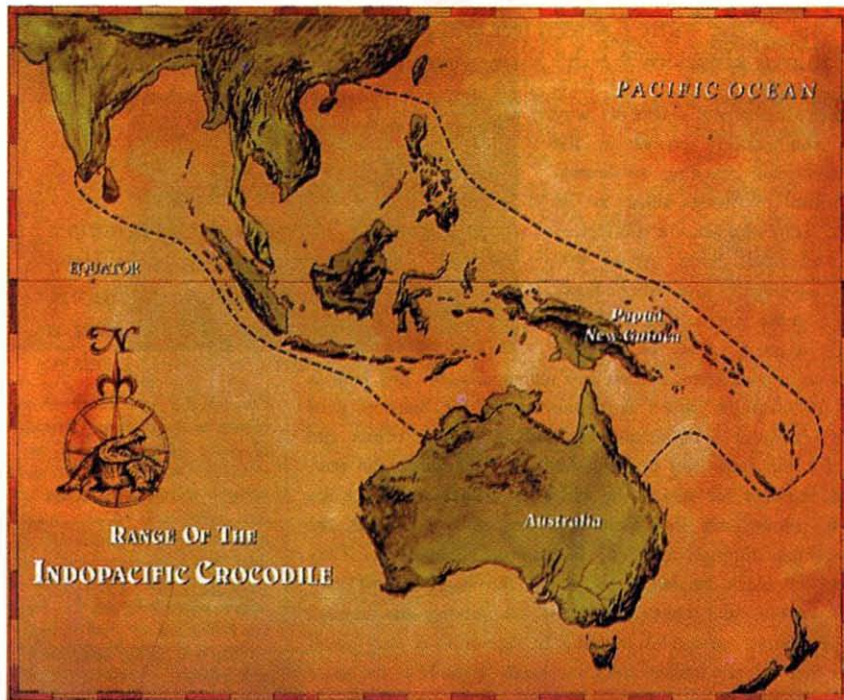 PACIFIC OCEAN
EQUATOR
Papua
New Guinea
N
Australia
RANGE OF THE
INDOPACIFIC CROCODILE